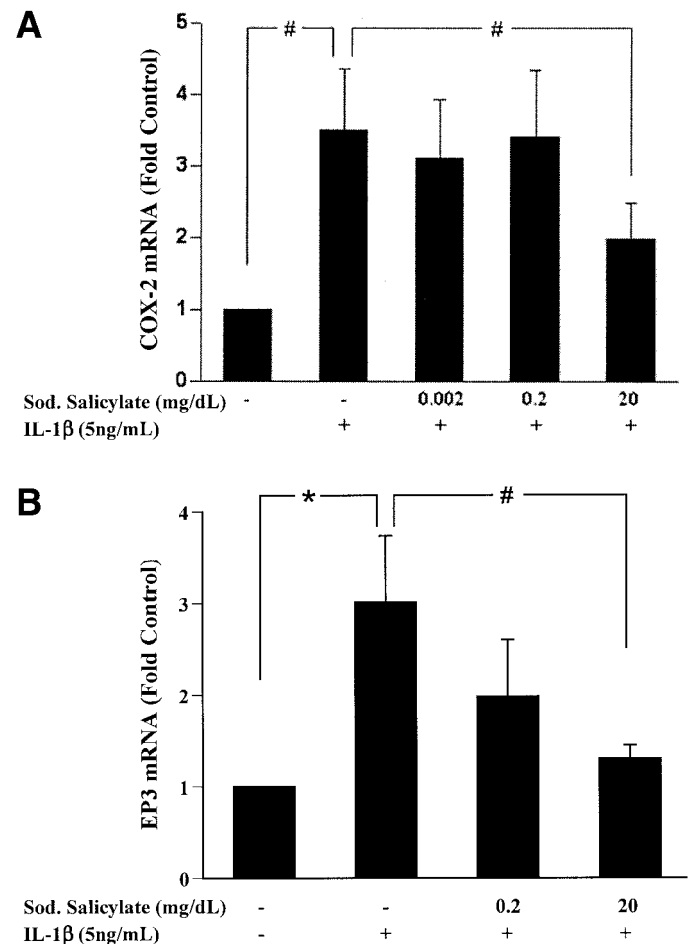 A
#
#
COX-2 mRNA (Fold Control)
5
4
3
2
1
0
Sod. Salicylate (mg/dL) - - 0.002 0.2 20
IL-1β (5ng/mL) + + + +
B
*
#
EP3 mRNA (Fold Control)
4
3
2
1
0
Sod. Salicylate (mg/dL) - - 0.2 20
IL-1β (5ng/mL) - + + +